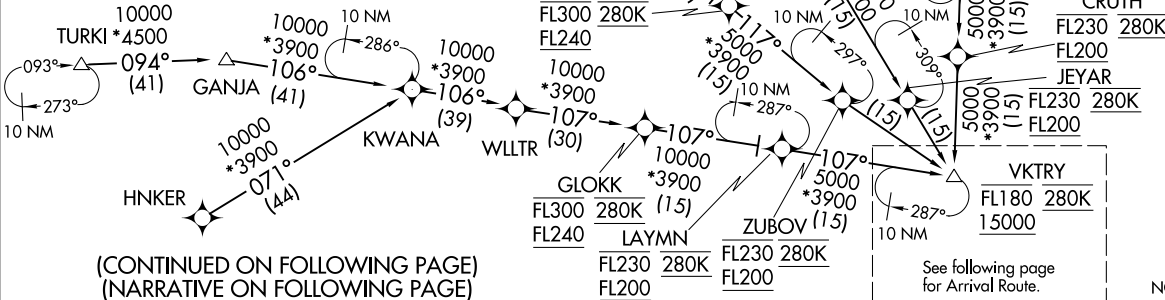 TURKI
10000
*4500
094°
(41)
093°
273°
10 NM
GANJA
10000
*3900
106°
(41)
10 NM
286°
KWANA
10000
*3900
106°
(39)
HNKER
10000
*3900
071°
(44)
WLLTR
10000
*3900
107°
(30)
GLOKK
FL300 280K
FL240
107°
10000
*3900
(15)
10 NM
287°
LAYMN
FL230 280K
FL200
107°
5000
*3900
(15)
FL300 280K
FL240
117°
5000
*3900
(15)
10 NM
297°
ZUBOV
FL230 280K
FL200
(15)
(15)
10 NM
309°
(15)
JEYAR
FL230 280K
FL200
5000
*3900
(15)
CRUTH
FL230 280K
FL200
5000
*3900
(15)
VKTRY
FL180 280K
15000
287°
10 NM
See following page
for Arrival Route.
(CONTINUED ON FOLLOWING PAGE)
(NARRATIVE ON FOLLOWING PAGE)